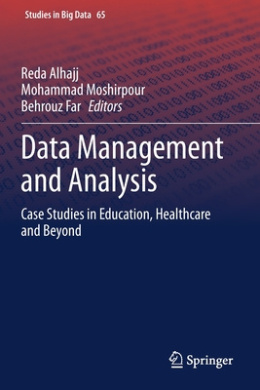 Studies in Big Data 65
Reda Alhajj
Mohammad Moshirpour
Behrouz Far Editors
Data Management
and Analysis
Case Studies in Education, Healthcare
and Beyond
Springer